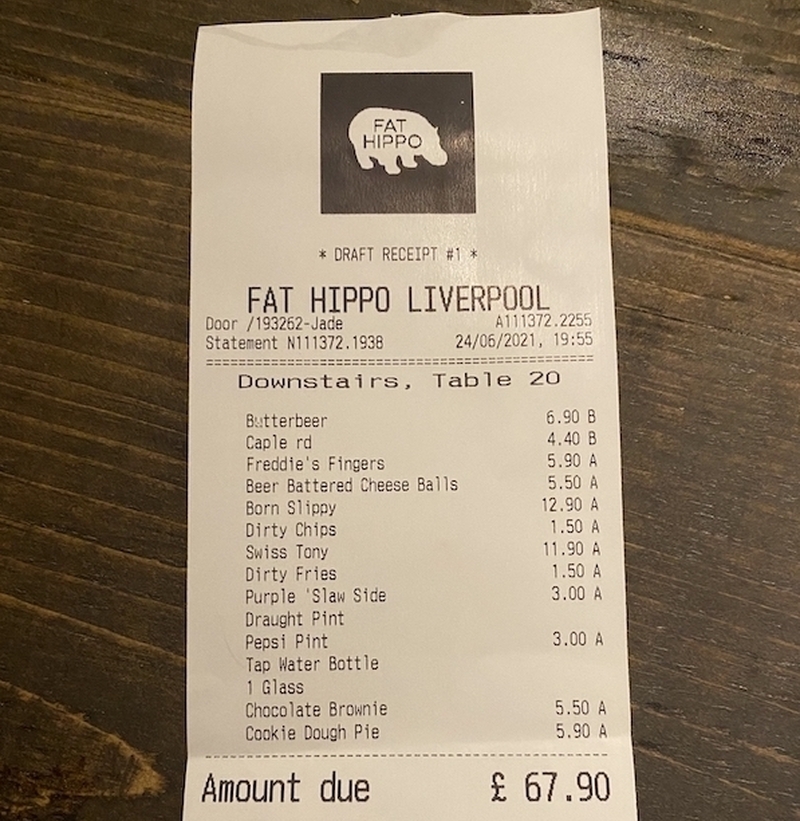 FAT
HIPPO
* DRAFT RECEIPT #1 *
FAT HIPPO LIVERPOOL
Door /193262-Jade A111372.2255
Statement N111372.1938 24/06/2021, 19:55
Downstairs, Table 20
Butterbeer 6.90 B
Caple rd 4.40 B
Freddie's Fingers 5.90 A
Beer Battered Cheese Balls 5.50 A
Born Slippy 12.90 A
Dirty Chips 1.50 A
Swiss Tony 11.90 A
Dirty Fries 1.50 A
Purple 'Slaw Side 3.00 A
Draught Pint
Pepsi Pint 3.00 A
Tap Water Bottle
1 Glass
Chocolate Brownie 5.50 A
Cookie Dough Pie 5.90 A
Amount due £ 67.90